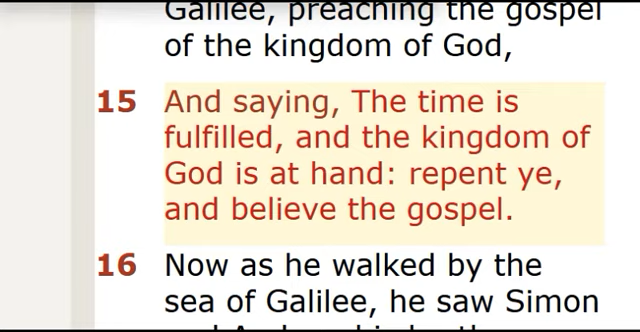 Galilee, preaching the gospel
of the kingdom of God,
15 And saying, The time is
fulfilled, and the kingdom of
God is at hand: repent ye,
and believe the gospel.
16 Now as he walked by the
sea of Galilee, he saw Simon